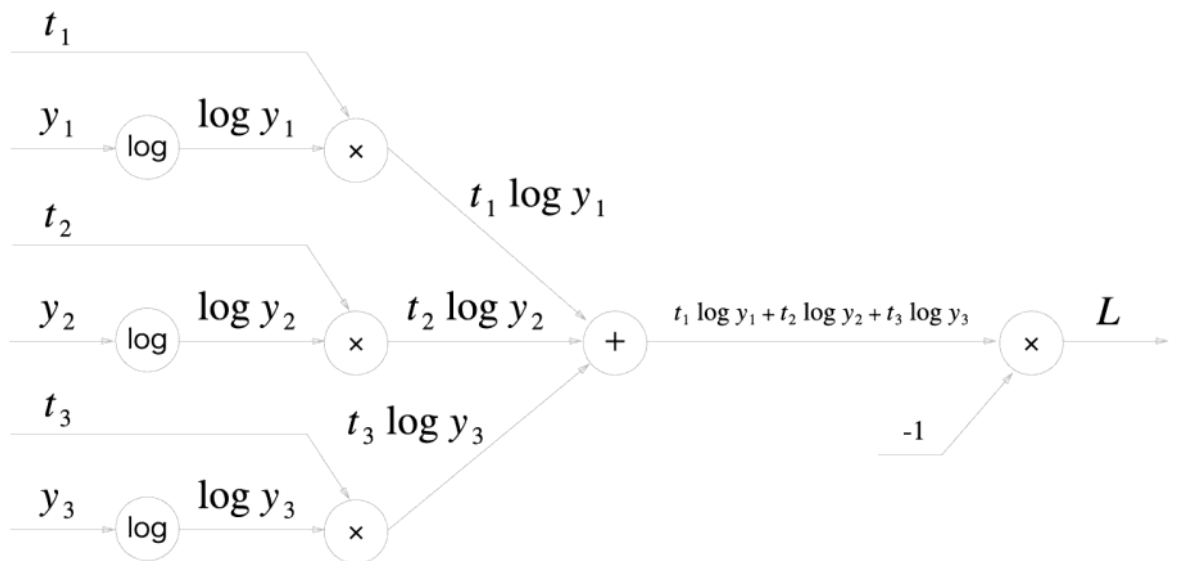 t₁
y₁ log log y₁ ×
t₁ log y₁
t₂
y₂ log log y₂ × t₂ log y₂ + t₁ log y₁ + t₂ log y₂ + t₃ log y₃ × L
t₃
t₃ log y₃
-1
y₃ log log y₃ ×